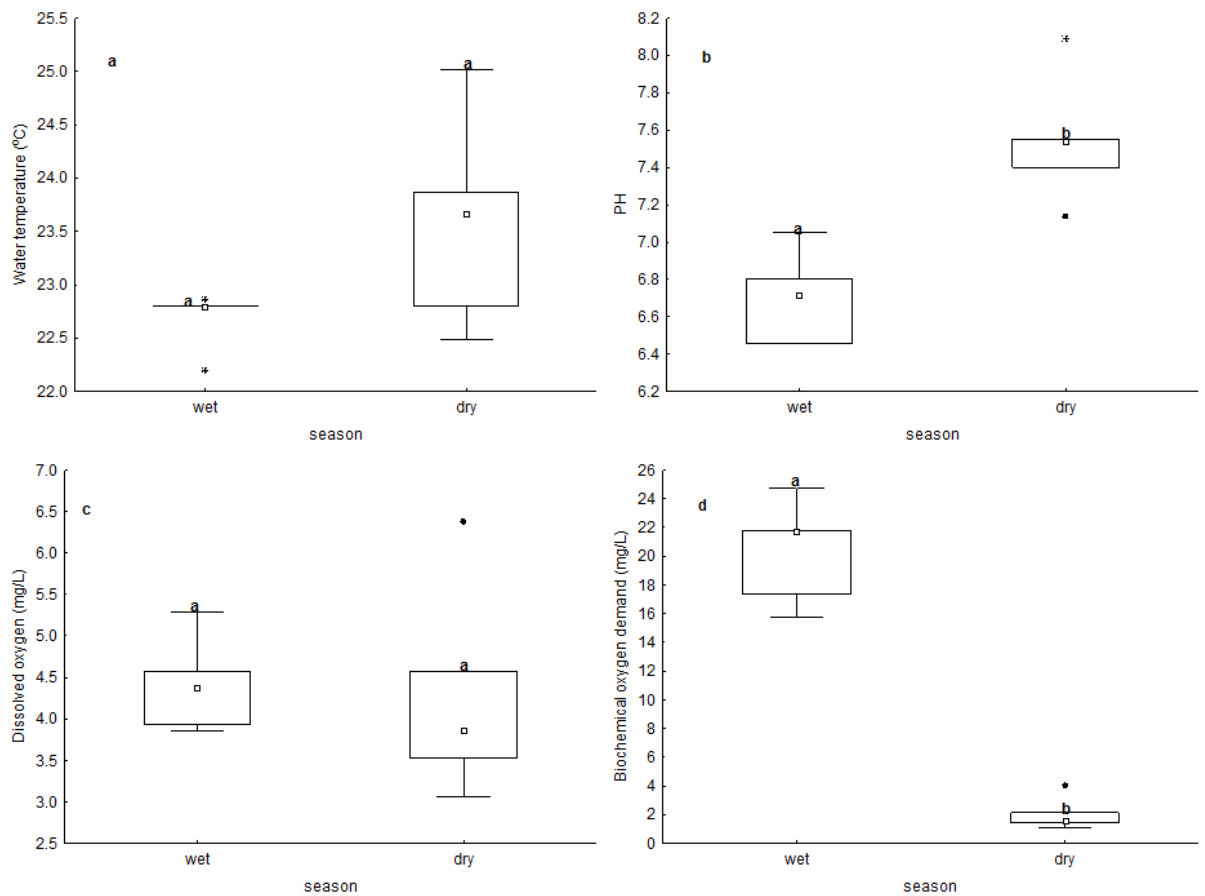 25.5
25.0
24.5
24.0
23.5
23.0
22.5
22.0
Water temperature (ºC)
a
a
a
wet
dry
season
8.2
8.0
7.8
7.6
7.4
7.2
7.0
6.8
6.6
6.4
6.2
PH
b
a
b
wet
dry
season
7.0
6.5
6.0
5.5
5.0
4.5
4.0
3.5
3.0
2.5
Dissolved oxygen (mg/L)
c
a
a
wet
dry
season
26
24
22
20
18
16
14
12
10
8
6
4
2
0
Biochemical oxygen demand (mg/L)
d
a
b
wet
dry
season